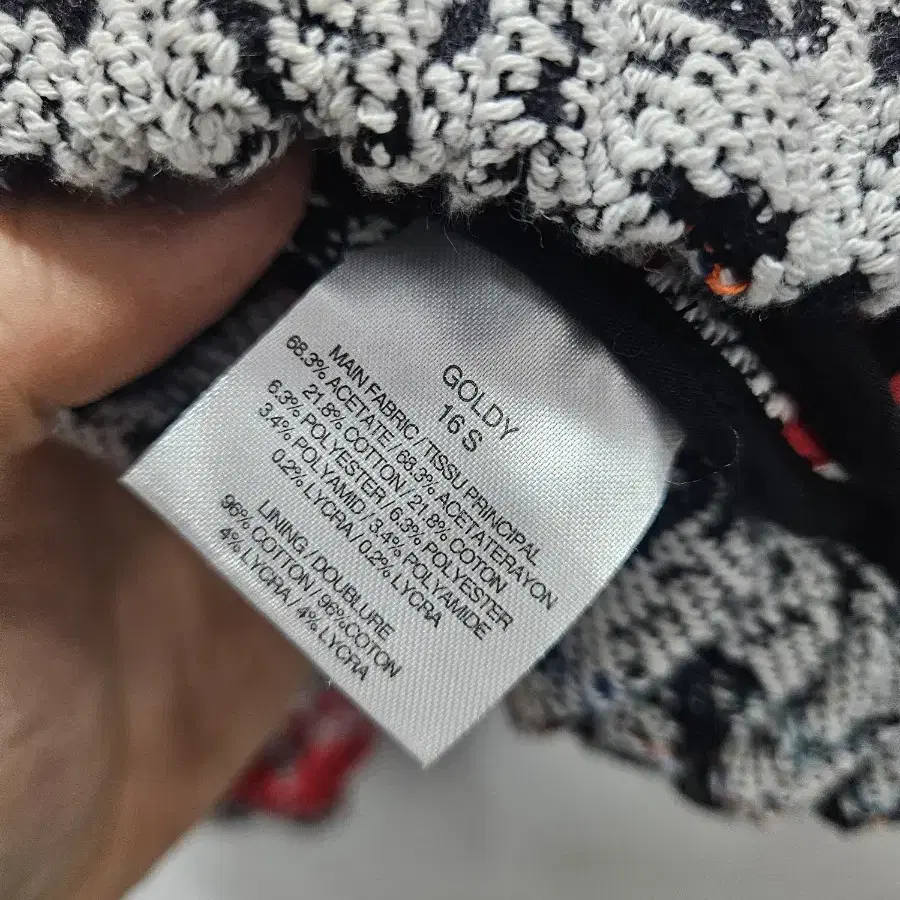 GOLDY
16 S
MAIN FABRIC / TISSU PRINCIPAL
68.3% ACETATE / 68.3% ACETATERAYON
21.8% COTTON / 21.8% COTON
6.3% POLYESTER / 6.3% POLYESTER
3.4% POLYAMID / 3.4% POLYAMIDE
0.2% LYCRA / 0.2% LYCRA
LINING / DOUBLURE
96% COTTON / 96%COTON
4% LYCRA / 4% LYCRA